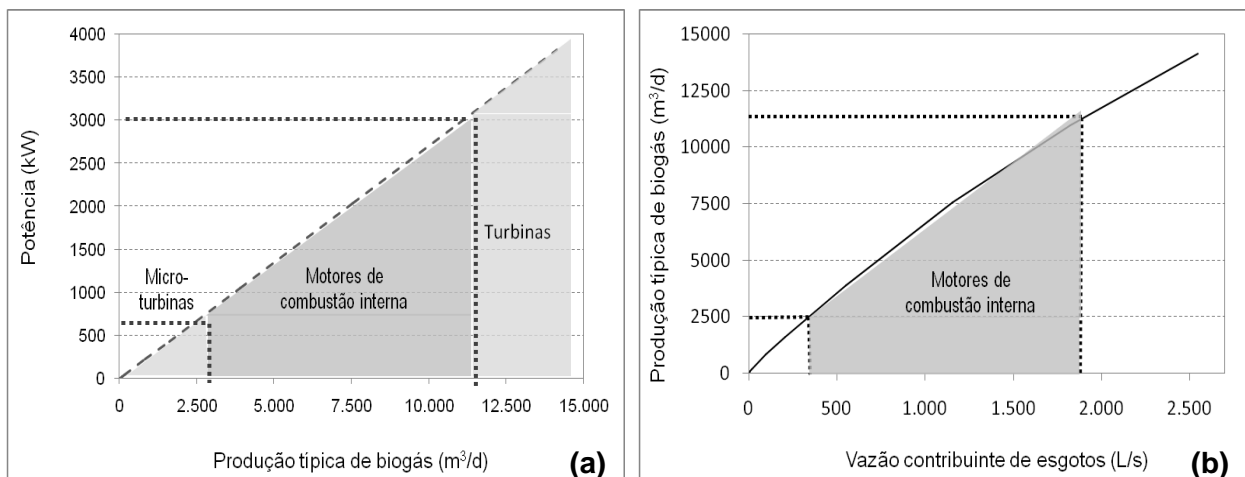 4000
3500
3000
2500
2000
1500
1000
500
0
Potência (kW)
Micro-
turbinas
Motores de
combustão interna
Turbinas
0 2.500 5.000 7.500 10.000 12.500 15.000
Produção tipica de biogás (m³/d)
(a)
15000
12500
10000
7500
5000
2500
0
Produção tipica de biogás (m³/d)
Motores de
combustão interna
0 500 1.000 1.500 2.000 2.500
Vazão contribuinte de esgotos (L/s)
(b)